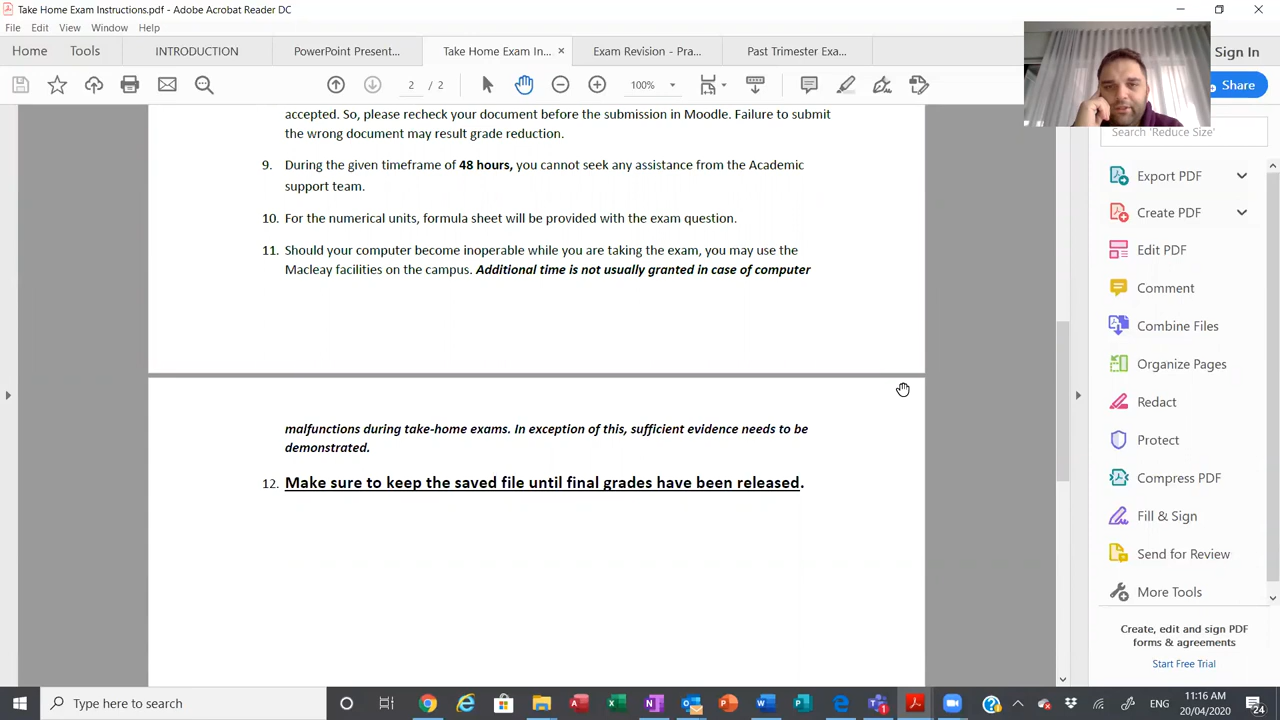 Take Home Exam Instructions.pdf - Adobe Acrobat Reader DC
File Edit View Window Help
Home Tools INTRODUCTION PowerPoint Present... Take Home Exam In... × Exam Revision - Pra... Past Trimester Exa... Sign In
2 / 2 100% Share
Search 'Reduce Size'
accepted. So, please recheck your document before the submission in Moodle. Failure to submit
the wrong document may result grade reduction.
9. During the given timeframe of 48 hours, you cannot seek any assistance from the Academic
support team.
10. For the numerical units, formula sheet will be provided with the exam question.
11. Should your computer become inoperable while you are taking the exam, you may use the
Macleay facilities on the campus. Additional time is not usually granted in case of computer
malfunctions during take-home exams. In exception of this, sufficient evidence needs to be
demonstrated.
12. Make sure to keep the saved file until final grades have been released.
Export PDF
Create PDF
Edit PDF
Comment
Combine Files
Organize Pages
Redact
Protect
Compress PDF
Fill & Sign
Send for Review
More Tools
Create, edit and sign PDF
forms & agreements
Start Free Trial
Type here to search
ENG
11:16 AM
20/04/2020
24